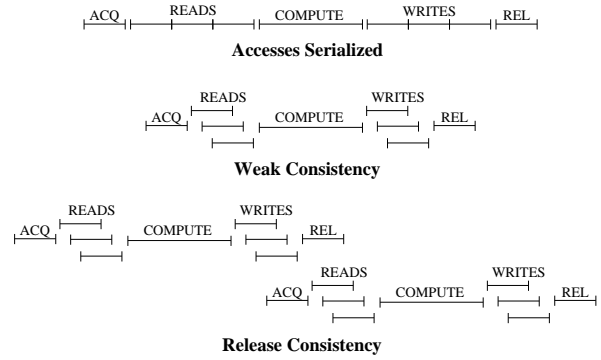 ACQ READS COMPUTE WRITES REL
Accesses Serialized
READS WRITES
ACQ COMPUTE REL
Weak Consistency
READS WRITES
ACQ COMPUTE REL
READS WRITES
ACQ COMPUTE REL
Release Consistency